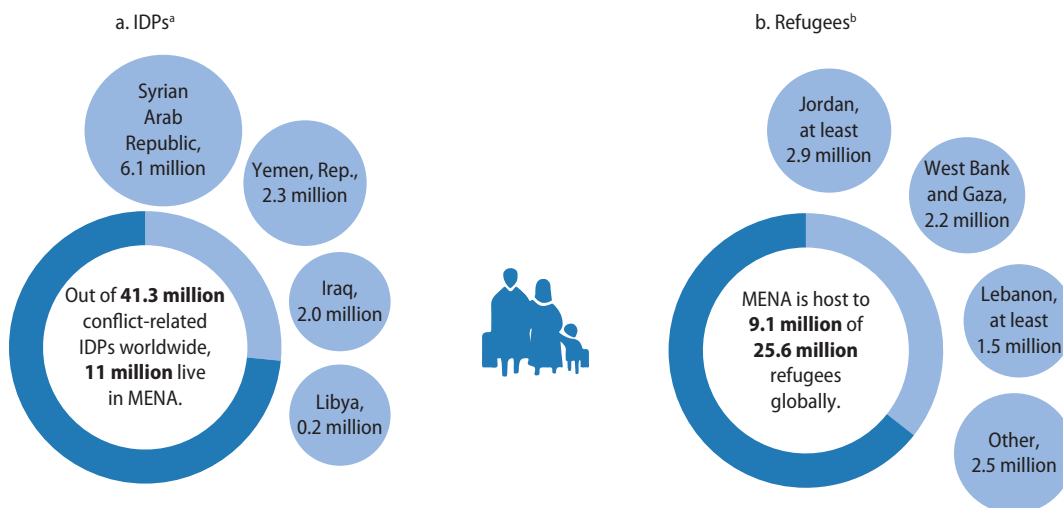 a. IDPsᵃ
Syrian
Arab
Republic,
6.1 million
Yemen, Rep.,
2.3 million
Iraq,
2.0 million
Libya,
0.2 million
Out of 41.3 million
conflict-related
IDPs worldwide,
11 million live
in MENA.
b. Refugeesᵇ
Jordan,
at least
2.9 million
West Bank
and Gaza,
2.2 million
Lebanon,
at least
1.5 million
Other,
2.5 million
MENA is host to
9.1 million of
25.6 million
refugees
globally.